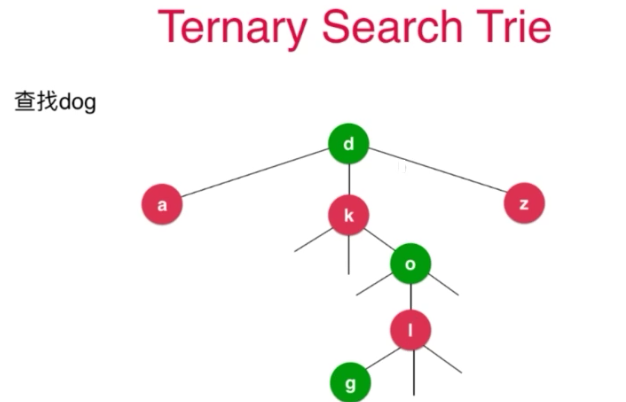 Ternary Search Trie
查找dog
d
a
k
z
o
l
g